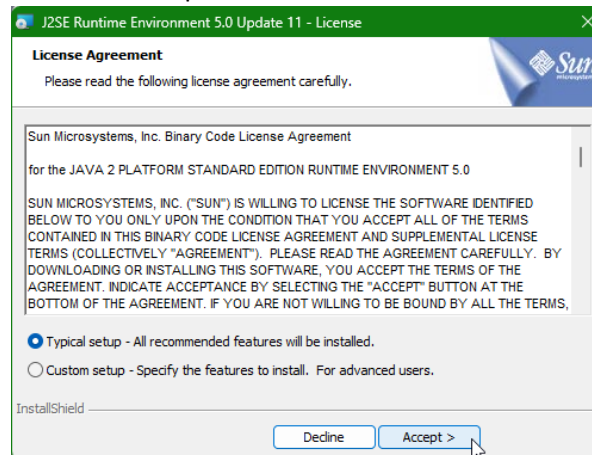 J2SE Runtime Environment 5.0 Update 11 - License
License Agreement
Please read the following license agreement carefully.
Sun
microsystems
Sun Microsystems, Inc. Binary Code License Agreement
for the JAVA 2 PLATFORM STANDARD EDITION RUNTIME ENVIRONMENT 5.0
SUN MICROSYSTEMS, INC. ("SUN") IS WILLING TO LICENSE THE SOFTWARE IDENTIFIED
BELOW TO YOU ONLY UPON THE CONDITION THAT YOU ACCEPT ALL OF THE TERMS
CONTAINED IN THIS BINARY CODE LICENSE AGREEMENT AND SUPPLEMENTAL LICENSE
TERMS (COLLECTIVELY "AGREEMENT"). PLEASE READ THE AGREEMENT CAREFULLY. BY
DOWNLOADING OR INSTALLING THIS SOFTWARE, YOU ACCEPT THE TERMS OF THE
AGREEMENT. INDICATE ACCEPTANCE BY SELECTING THE "ACCEPT" BUTTON AT THE
BOTTOM OF THE AGREEMENT. IF YOU ARE NOT WILLING TO BE BOUND BY ALL THE TERMS,
Typical setup - All recommended features will be installed.
Custom setup - Specify the features to install. For advanced users.
InstallShield
Decline
Accept >